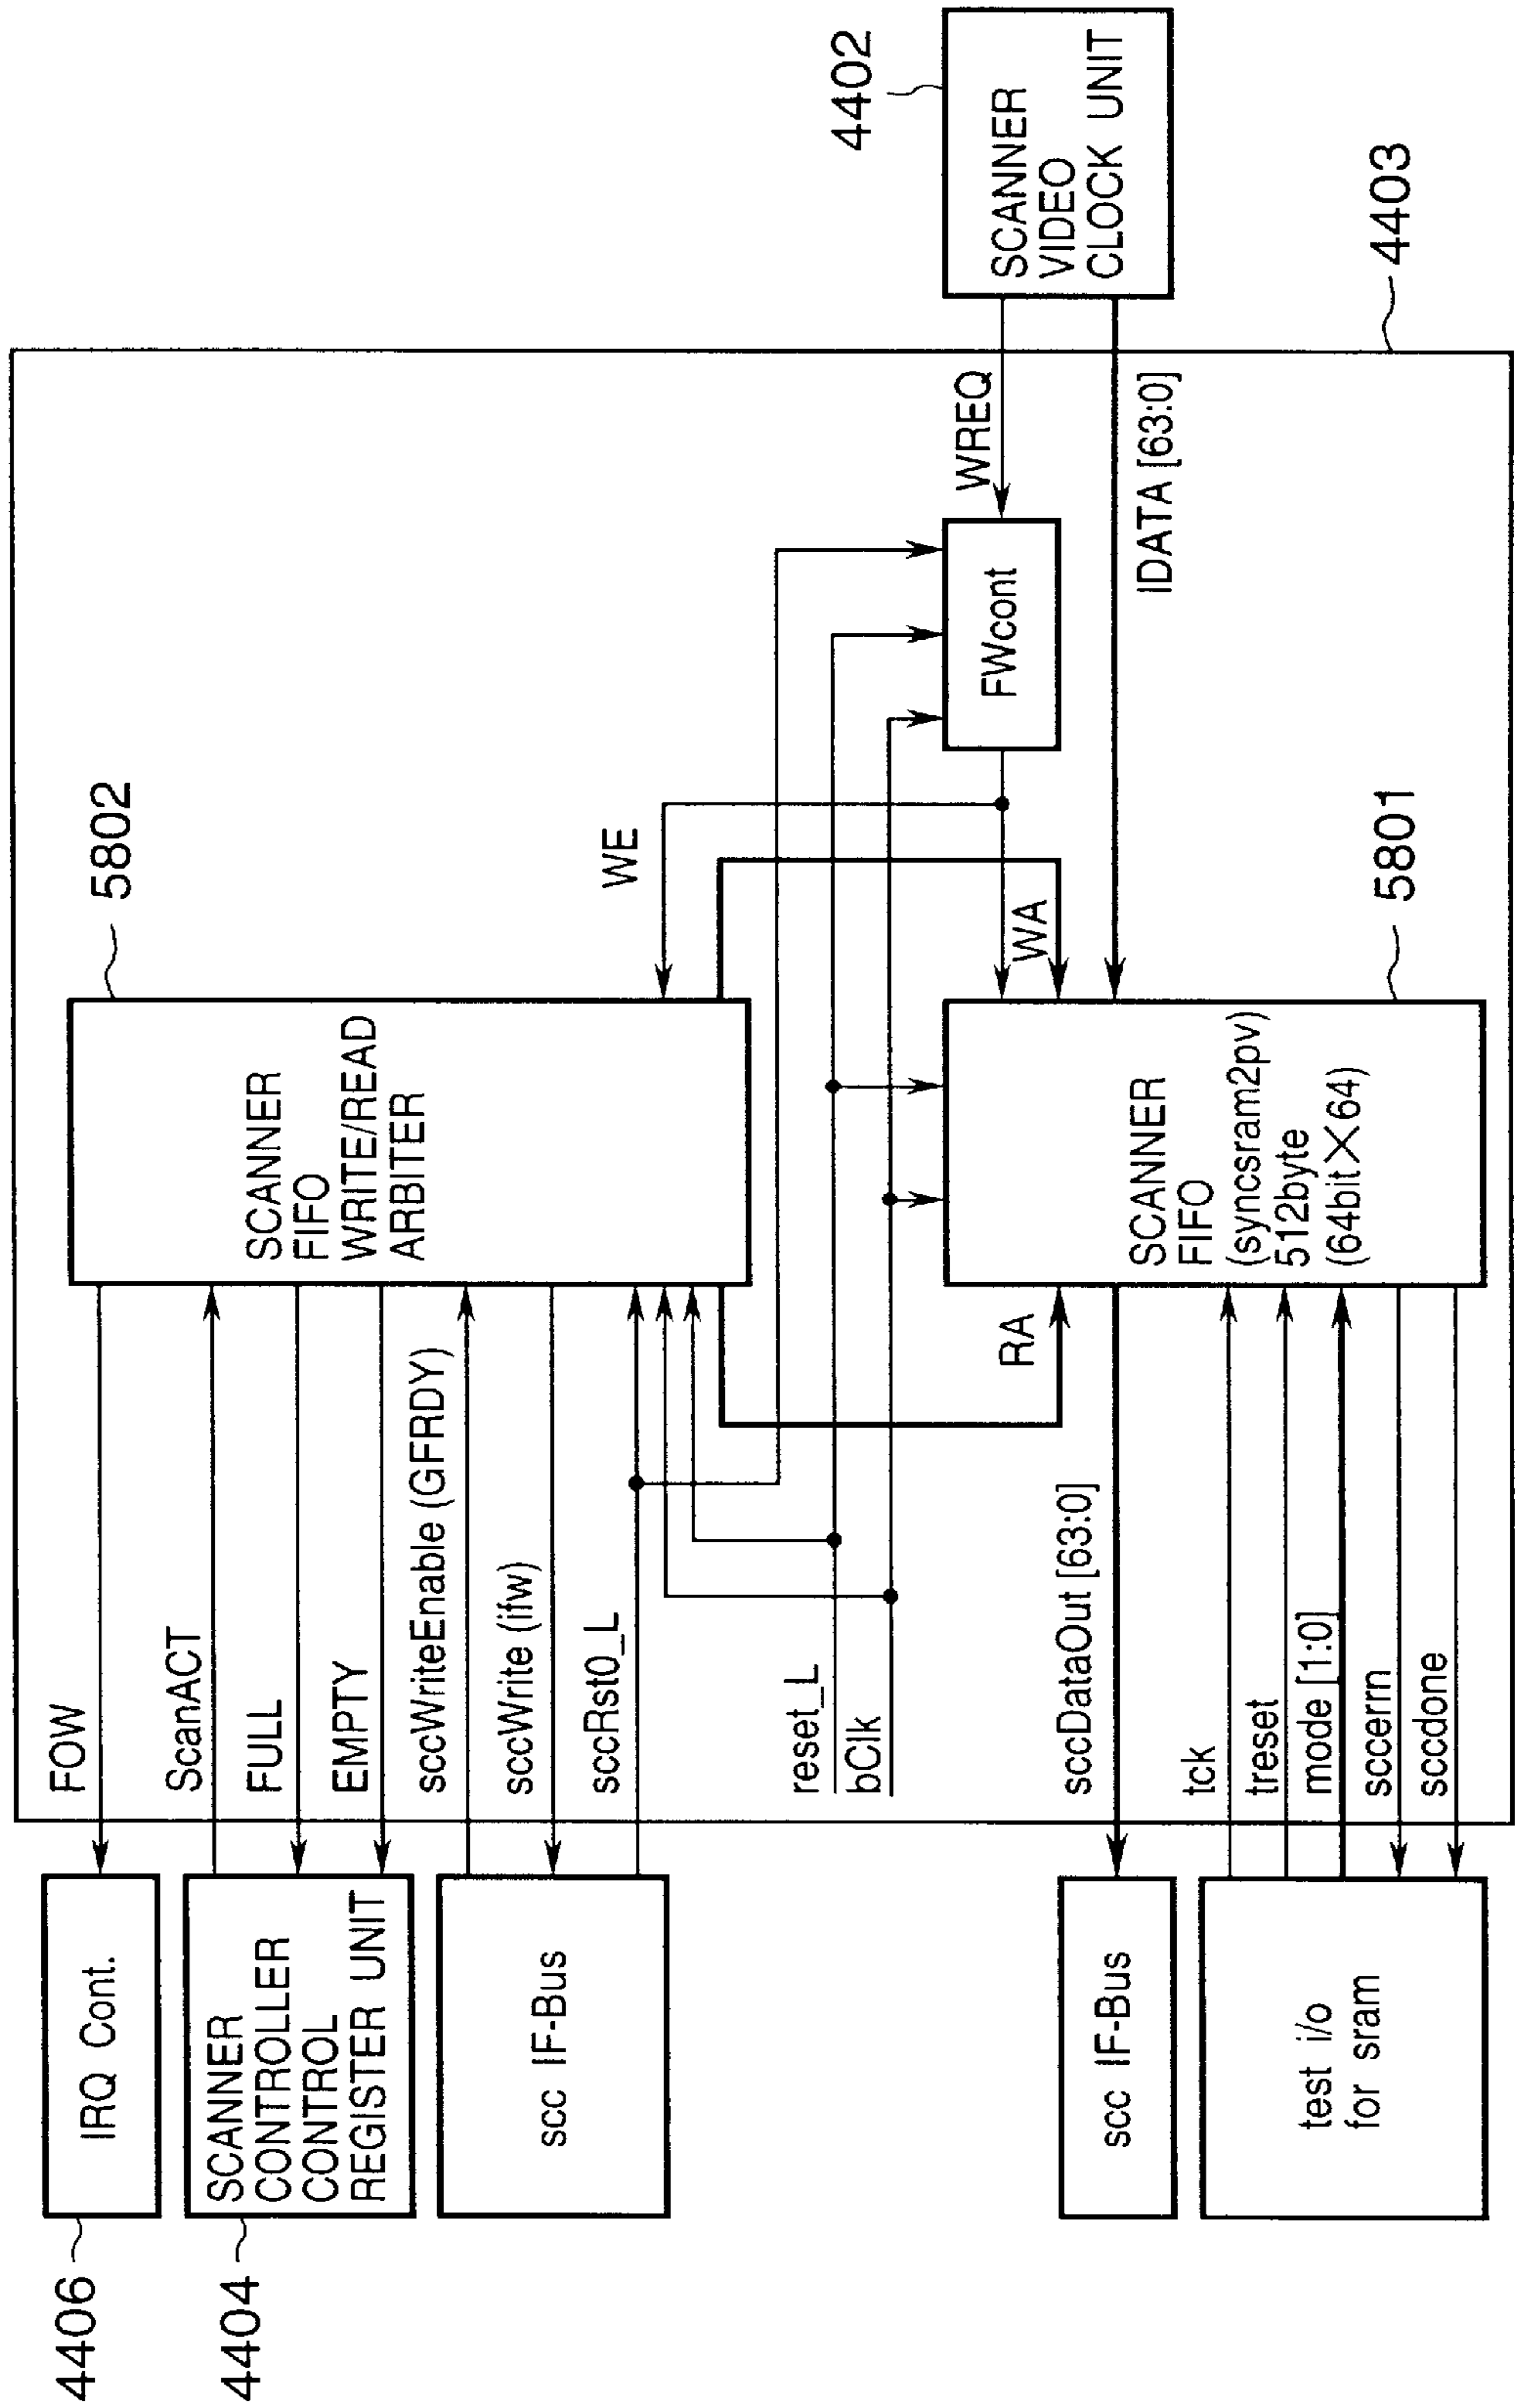 4406
IRQ Cont.
FOW
5802
4404
SCANNER
CONTROLLER
CONTROL
REGISTER UNIT
ScanACT
FULL
EMPTY
SCANNER
FIFO
WRITE/READ
ARBITER
scc IF-Bus
sccWriteEnable (GFRDY)
sccWrite (ifw)
sccRst0_L
WE
reset_L
bClk
4402
SCANNER
VIDEO
CLOCK UNIT
WREQ
FWcont
WA
RA
IDATA [63:0]
scc IF-Bus
sccDataOut [63:0]
SCANNER
FIFO
(syncsram2pv)
512byte
(64bit×64)
5801
4403
test i/o
for sram
tck
treset
mode [1:0]
sccerrn
sccdone